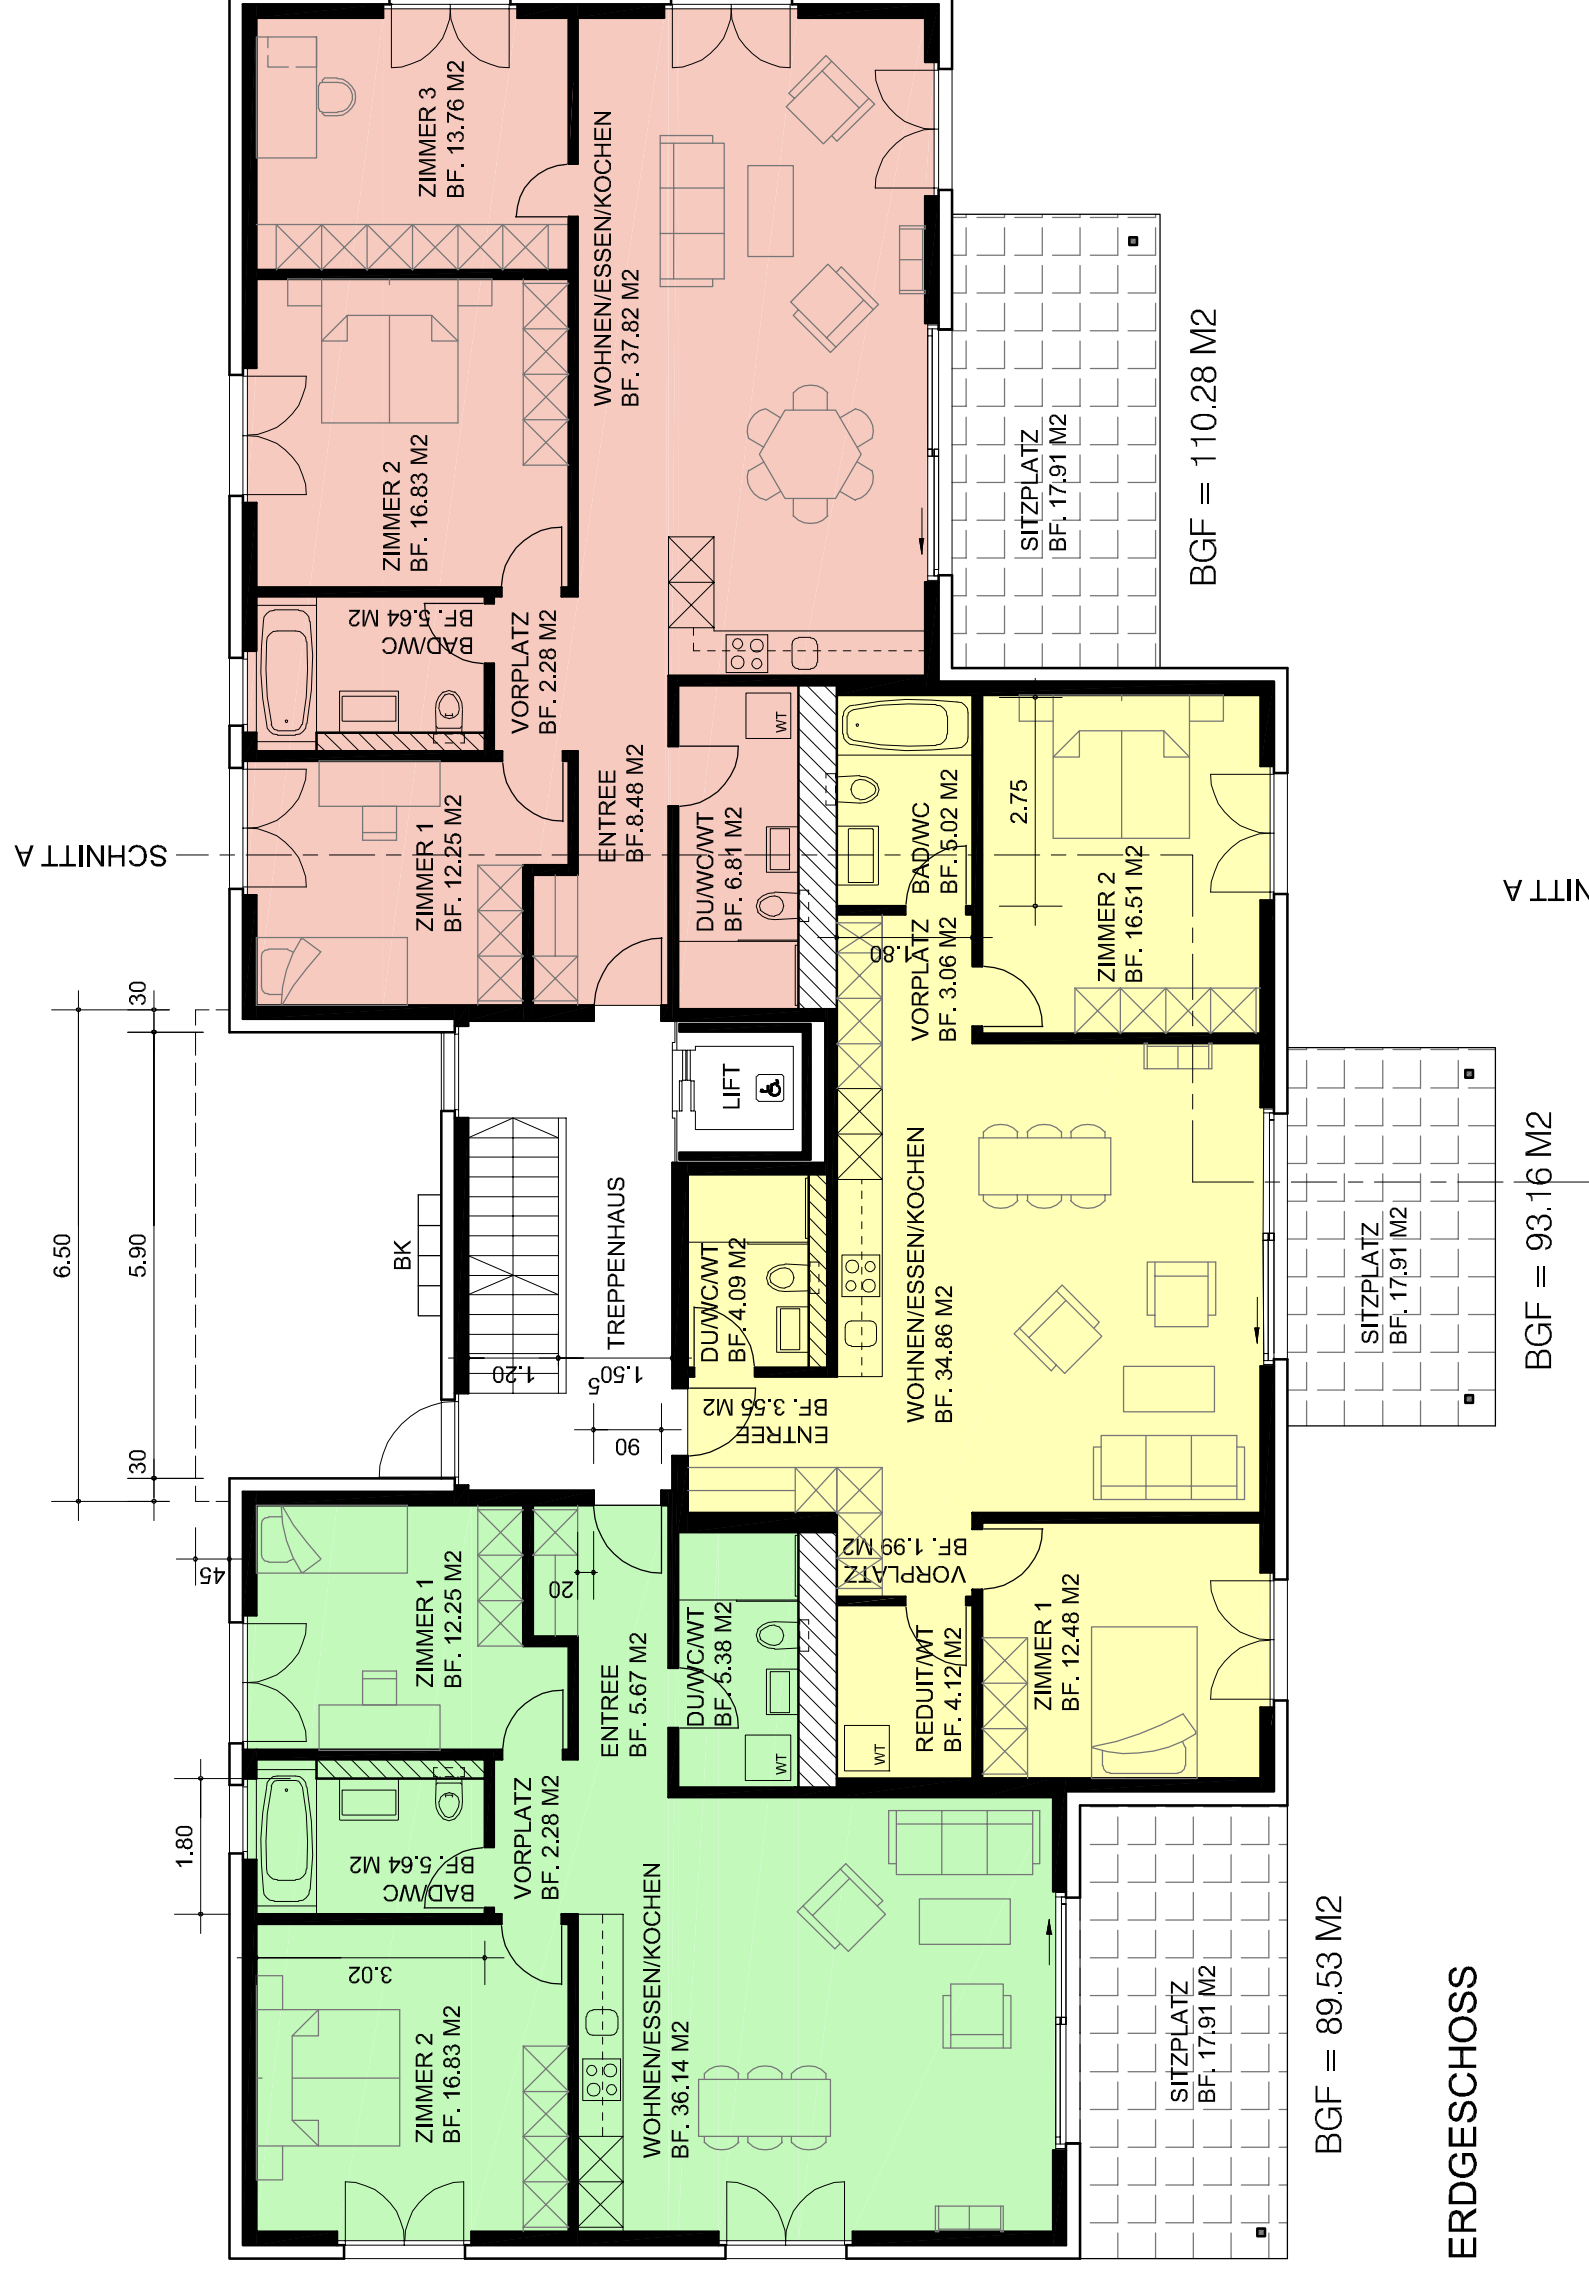 ZIMMER 3
BF. 13.76 M2
WOHNEN/ESSEN/KOCHEN
BF. 37.82 M2
ZIMMER 2
BF. 16.83 M2
BAD/WC
BF. 5.64 M2
VORPLATZ
BF. 2.28 M2
ZIMMER 1
BF. 12.25 M2
ENTREE
BF.8.48 M2
DU/WC/WT
BF. 6.81 M2
WT
SITZPLATZ
BF. 17.91 M2
BGF = 110.28 M2
SCHNITT A
NITT A
BAD/WC
BF. 5.02 M2
2.75
ZIMMER 2
BF. 16.51 M2
VORPLATZ
BF. 3.06 M2
1.80
LIFT
TREPPENHAUS
BK
6.50
5.90
30
30
45
1.20
1.505
90
DU/WC/WT
BF. 4.09 M2
ENTREE
BF. 3.55 M2
WOHNEN/ESSEN/KOCHEN
BF. 34.86 M2
SITZPLATZ
BF. 17.91 M2
BGF = 93.16 M2
VORPLATZ
BF. 1.99 M2
REDUIT/WT
BF. 4.12 M2
WT
ZIMMER 1
BF. 12.48 M2
ZIMMER 1
BF. 12.25 M2
20
ENTREE
BF. 5.67 M2
DU/WC/WT
BF. 5.38 M2
WT
1.80
BAD/WC
BF. 5.64 M2
VORPLATZ
BF. 2.28 M2
3.02
ZIMMER 2
BF. 16.83 M2
WOHNEN/ESSEN/KOCHEN
BF. 36.14 M2
SITZPLATZ
BF. 17.91 M2
BGF = 89.53 M2
ERDGESCHOSS